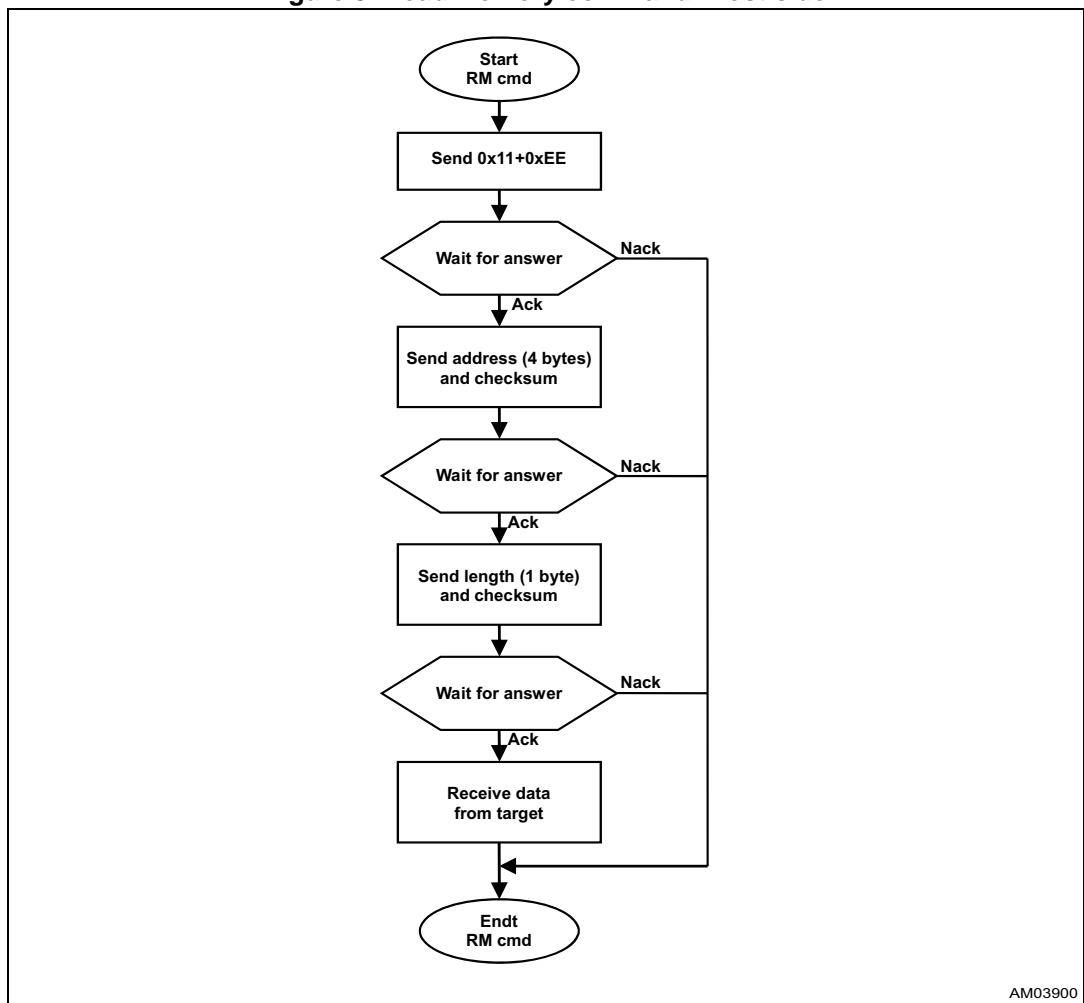 Start
RM cmd
Send 0x11+0xEE
Wait for answer
Nack
Ack
Send address (4 bytes)
and checksum
Wait for answer
Nack
Ack
Send length (1 byte)
and checksum
Wait for answer
Nack
Ack
Receive data
from target
Endt
RM cmd
AM03900